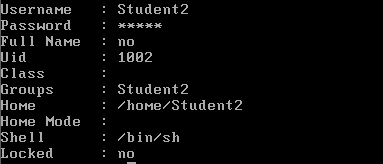 Username : Student2
Password : *****
Full Name : no
Uid : 1002
Class :
Groups : Student2
Home : /home/Student2
Home Mode :
Shell : /bin/sh
Locked : no